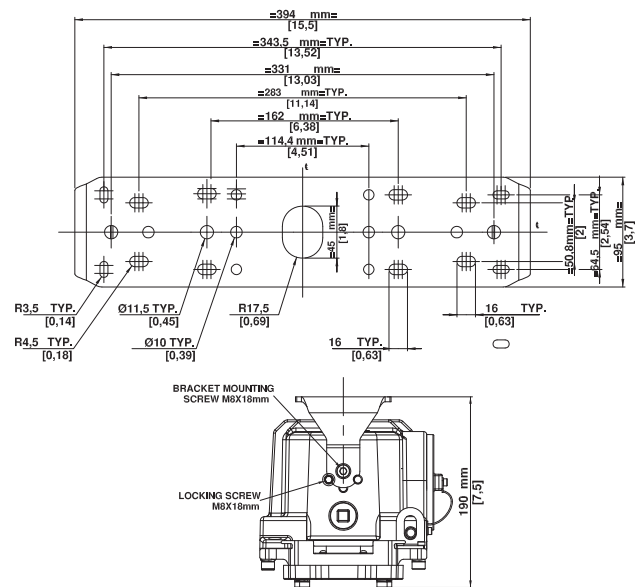 =394 mm=
[15,5]
=343,5 mm=TYP.
[13,52]
=331 mm=
[13,03]
=283 mm=TYP.
[11,14]
=162 mm=TYP.
[6,38]
=114,4 mm=TYP.
[4,51]
=45 mm=
[1,8]
=50.8mm=TYP
[2]
=64,5 mm=TYP.
[2,54]
=95 mm=
[3,7]
R3,5 TYP.
[0,14]
Ø11,5 TYP.
[0,45]
R17,5
[0,69]
16 TYP.
[0,63]
R4,5 TYP.
[0,18]
Ø10 TYP.
[0,39]
16 TYP.
[0,63]
BRACKET MOUNTING
SCREW M8X18mm
LOCKING SCREW
M8X18mm
190 mm
[7,5]